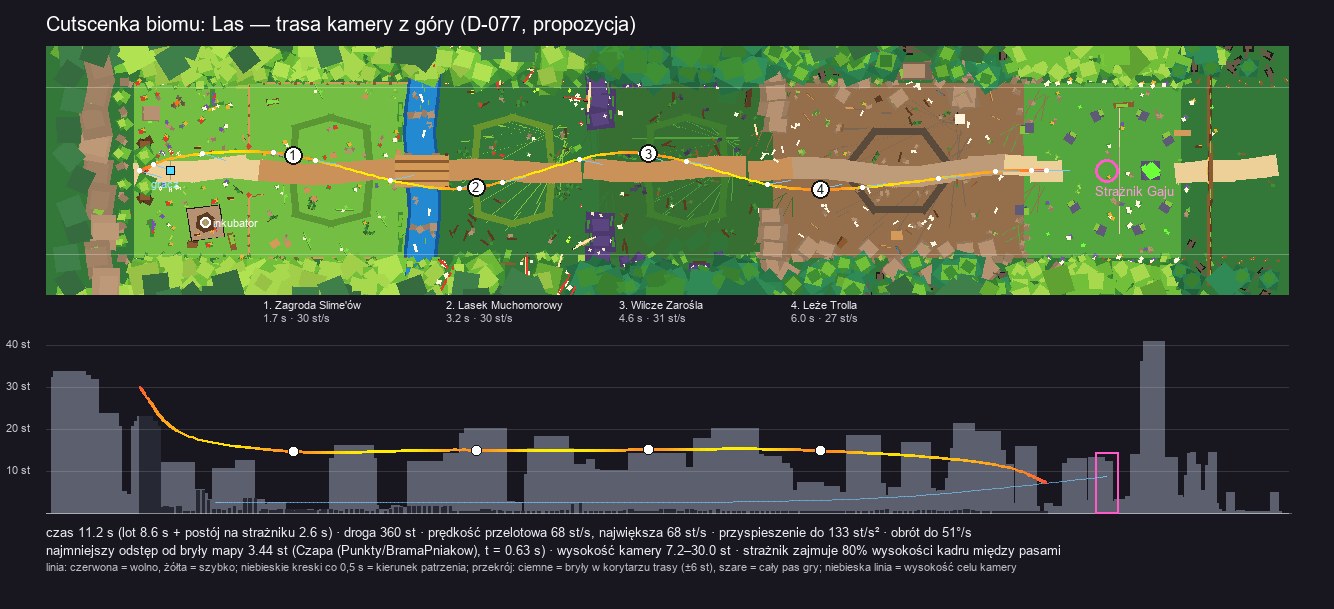 Cutscenka biomu: Las — trasa kamery z góry (D-077, propozycja)
1
2
3
4
inkubator
Strażnik Gaju
1. Zagroda Slime'ów
1.7 s · 30 st/s
2. Lasek Muchomorowy
3.2 s · 30 st/s
3. Wilcze Zarośla
4.6 s · 31 st/s
4. Leże Trolla
6.0 s · 27 st/s
40 st
30 st
20 st
10 st
czas 11.2 s (lot 8.6 s + postój na strażniku 2.6 s) · droga 360 st · prędkość przelotowa 68 st/s, największa 68 st/s · przyspieszenie do 133 st/s² · obrót do 51°/s
najmniejszy odstęp od bryły mapy 3.44 st (Czapa (Punkty/BramaPniakow), t = 0.63 s) · wysokość kamery 7.2–30.0 st · strażnik zajmuje 80% wysokości kadru między pasami
linia: czerwona = wolno, żółta = szybko; niebieskie kreski co 0,5 s = kierunek patrzenia; przekrój: ciemne = bryły w korytarzu trasy (±6 st), szare = cały pas gry; niebieska linia = wysokość celu kamery